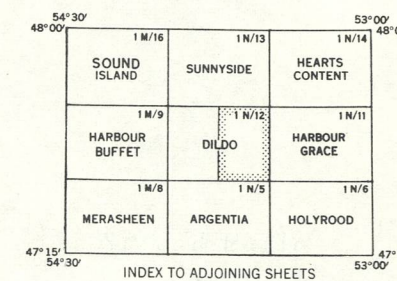 54°30' 53°00'
48°00' 48°0
1 M/16 1 N/13 1 N/14
SOUND ISLAND SUNNYSIDE HEARTS CONTENT
1 M/9 1 N/12 1 N/11
HARBOUR BUFFET DILDO HARBOUR GRACE
1 M/8 1 N/5 1 N/6
MERASHEEN ARGENTIA HOLYROOD
47°15' 47°
54°30' 53°00'
INDEX TO ADJOINING SHEETS